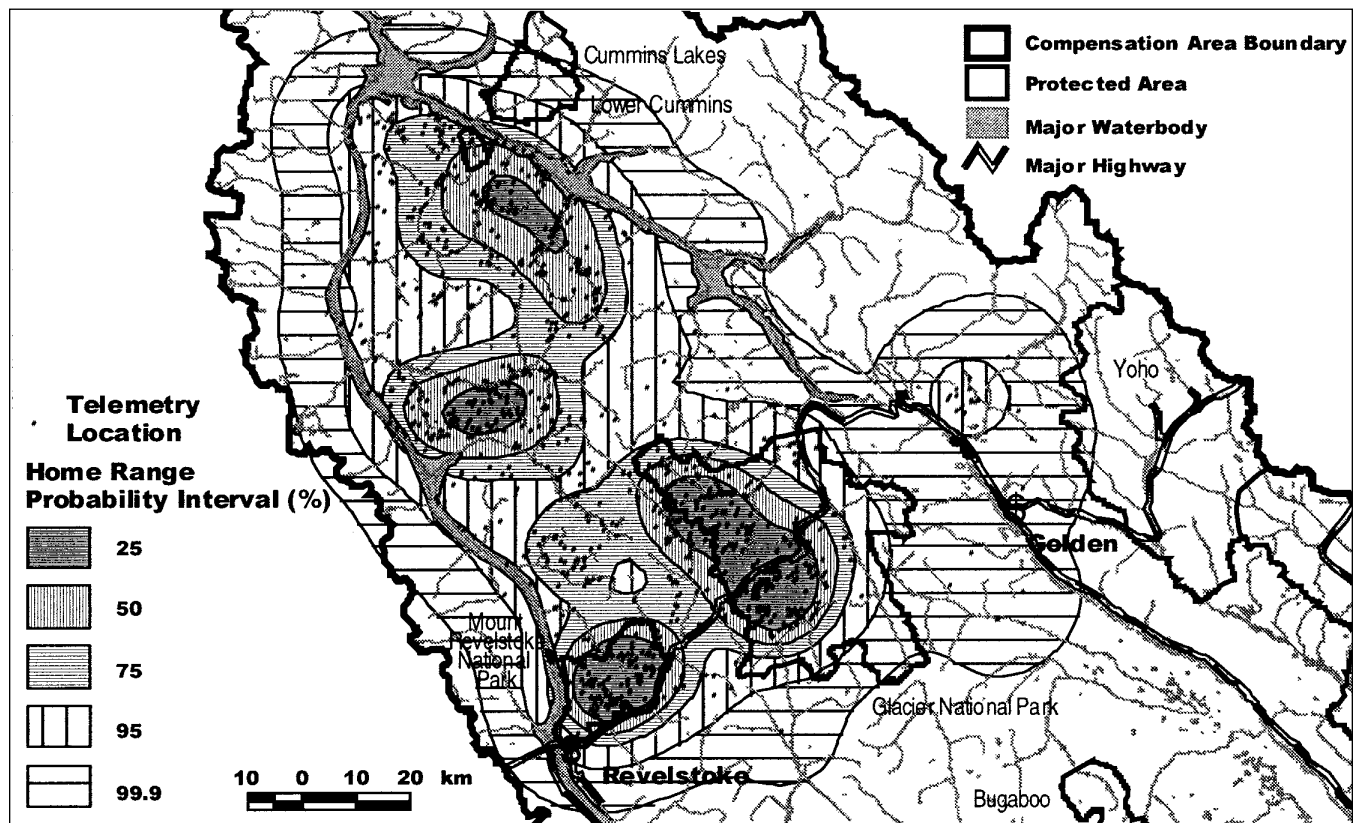 Cummins Lakes
Lower Cummins
Compensation Area Boundary
Protected Area
Major Waterbody
Major Highway
Yoho
Telemetry
Location
Home Range
Probability Interval (%)
25
50
75
95
99.9
Golden
Mount
Revelstoke
National
Park
Glacier National Park
Revelstoke
Bugaboo
10 0 10 20 km